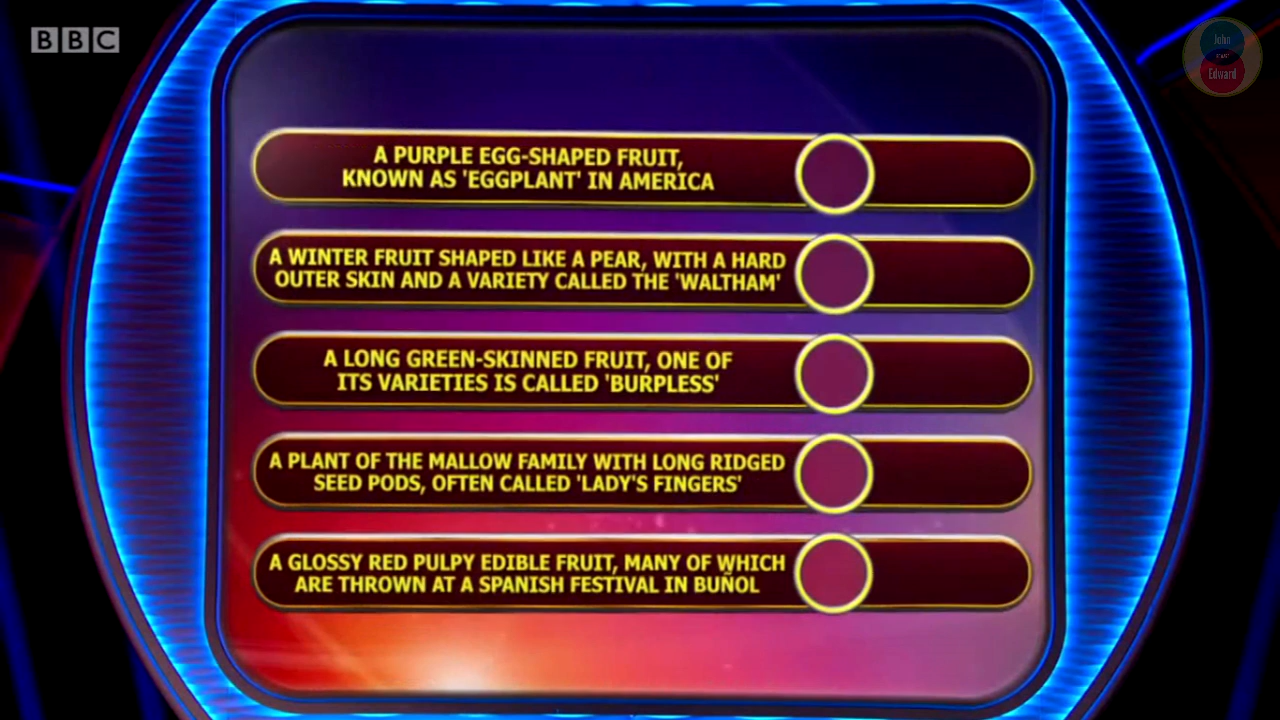 BBC
John
Edward
A PURPLE EGG-SHAPED FRUIT,
KNOWN AS 'EGGPLANT' IN AMERICA
A WINTER FRUIT SHAPED LIKE A PEAR, WITH A HARD
OUTER SKIN AND A VARIETY CALLED THE 'WALTHAM'
A LONG GREEN-SKINNED FRUIT, ONE OF
ITS VARIETIES IS CALLED 'BURPLESS'
A PLANT OF THE MALLOW FAMILY WITH LONG RIDGED
SEED PODS, OFTEN CALLED 'LADY'S FINGERS'
A GLOSSY RED PULPY EDIBLE FRUIT, MANY OF WHICH
ARE THROWN AT A SPANISH FESTIVAL IN BUÑOL